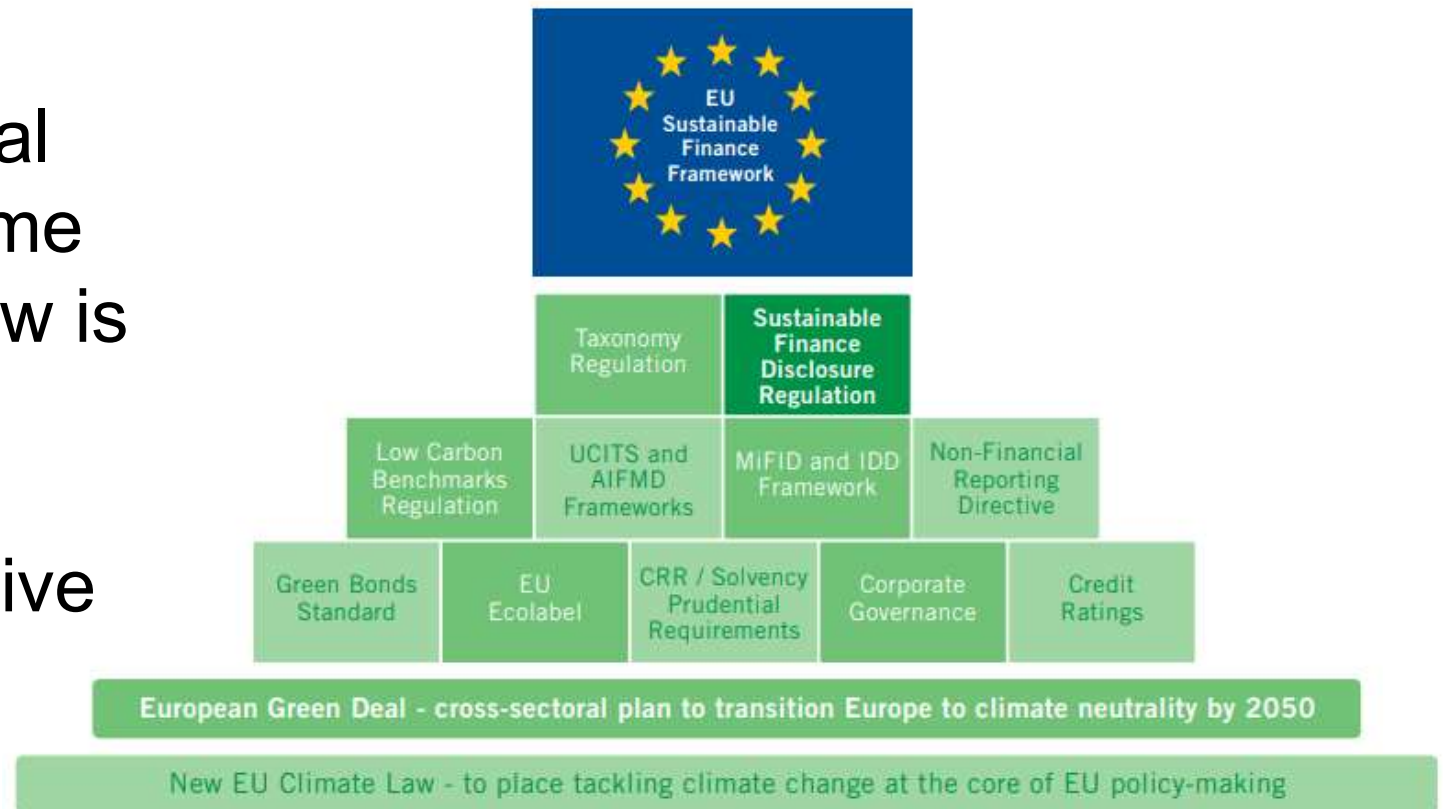 al
me
w is
ive
EU
Sustainable
Finance
Framework
Taxonomy
Regulation
Sustainable
Finance
Disclosure
Regulation
Low Carbon
Benchmarks
Regulation
UCITS and
AIFMD
Frameworks
MiFID and IDD
Framework
Non-Financial
Reporting
Directive
Green Bonds
Standard
EU
Ecolabel
CRR / Solvency
Prudential
Requirements
Corporate
Governance
Credit
Ratings
European Green Deal - cross-sectoral plan to transition Europe to climate neutrality by 2050
New EU Climate Law - to place tackling climate change at the core of EU policy-making